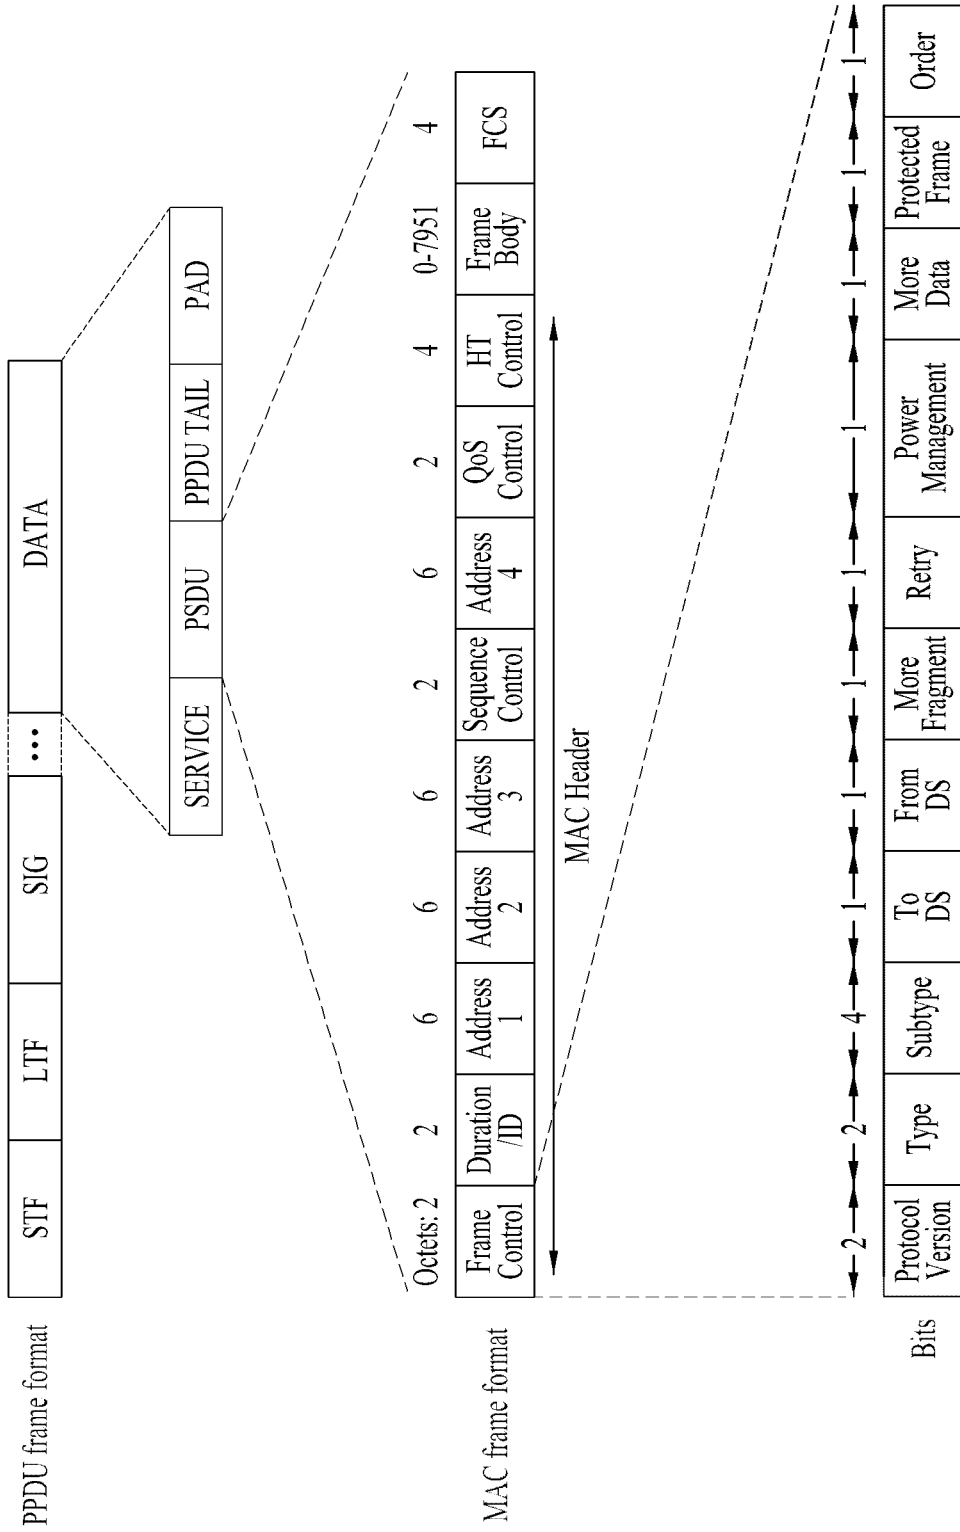 PPDU frame format
STF
LTF
SIG
•••
DATA
SERVICE
PSDU
PPDU TAIL
PAD
MAC frame format
Octets: 2
2
6
6
6
2
6
2
4
0-7951
4
Frame
Control
Duration
/ID
Address
1
Address
2
Address
3
Sequence
Control
Address
4
QoS
Control
HT
Control
Frame
Body
FCS
MAC Header
2
2
4
1
1
1
1
1
1
1
1
Bits
Protocol
Version
Type
Subtype
To
DS
From
DS
More
Fragment
Retry
Power
Management
More
Data
Protected
Frame
Order